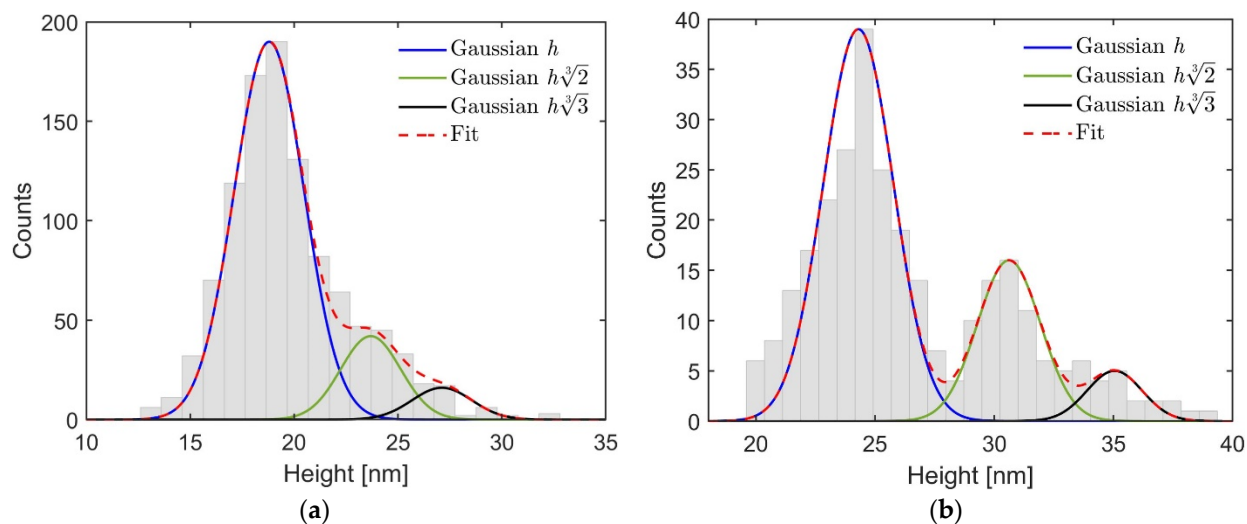 200
150
100
50
0
Counts
Gaussian h
Gaussian h∛2
Gaussian h∛3
Fit
10 15 20 25 30 35
Height [nm]
(a)
40
35
30
25
20
15
10
5
0
Counts
Gaussian h
Gaussian h∛2
Gaussian h∛3
Fit
20 25 30 35 40
Height [nm]
(b)